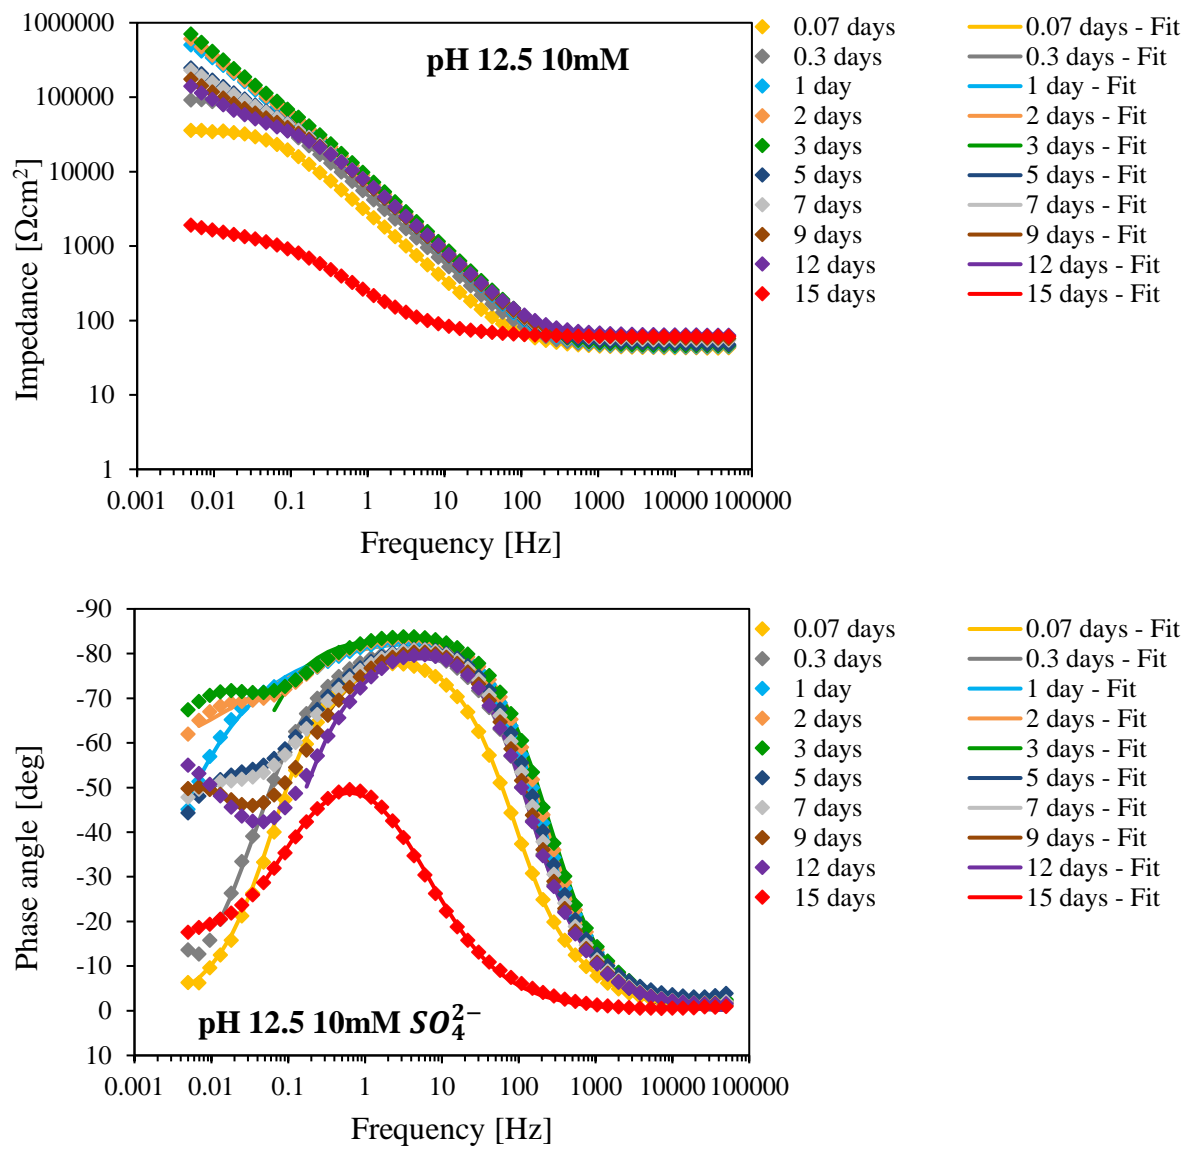 Impedance [Ωcm²]
1000000
100000
10000
1000
100
10
1
pH 12.5 10mM
0.001 0.01 0.1 1 10 100 1000 10000 100000
Frequency [Hz]
0.07 days 0.07 days - Fit
0.3 days 0.3 days - Fit
1 day 1 day - Fit
2 days 2 days - Fit
3 days 3 days - Fit
5 days 5 days - Fit
7 days 7 days - Fit
9 days 9 days - Fit
12 days 12 days - Fit
15 days 15 days - Fit
Phase angle [deg]
-90
-80
-70
-60
-50
-40
-30
-20
-10
0
10
pH 12.5 10mM SO₄²⁻
0.001 0.01 0.1 1 10 100 1000 10000 100000
Frequency [Hz]
0.07 days 0.07 days - Fit
0.3 days 0.3 days - Fit
1 day 1 day - Fit
2 days 2 days - Fit
3 days 3 days - Fit
5 days 5 days - Fit
7 days 7 days - Fit
9 days 9 days - Fit
12 days 12 days - Fit
15 days 15 days - Fit